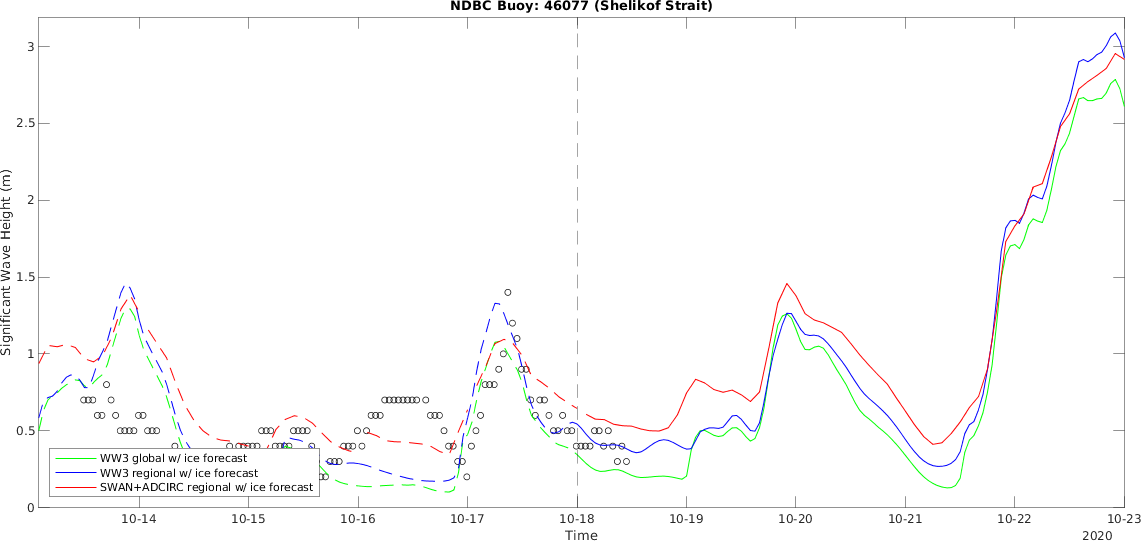 NDBC Buoy: 46077 (Shelikof Strait)
Significant Wave Height (m)
3
2.5
2
1.5
1
0.5
0
WW3 global w/ ice forecast
WW3 regional w/ ice forecast
SWAN+ADCIRC regional w/ ice forecast
10-14 10-15 10-16 10-17 10-18 10-19 10-20 10-21 10-22 10-23
Time
2020